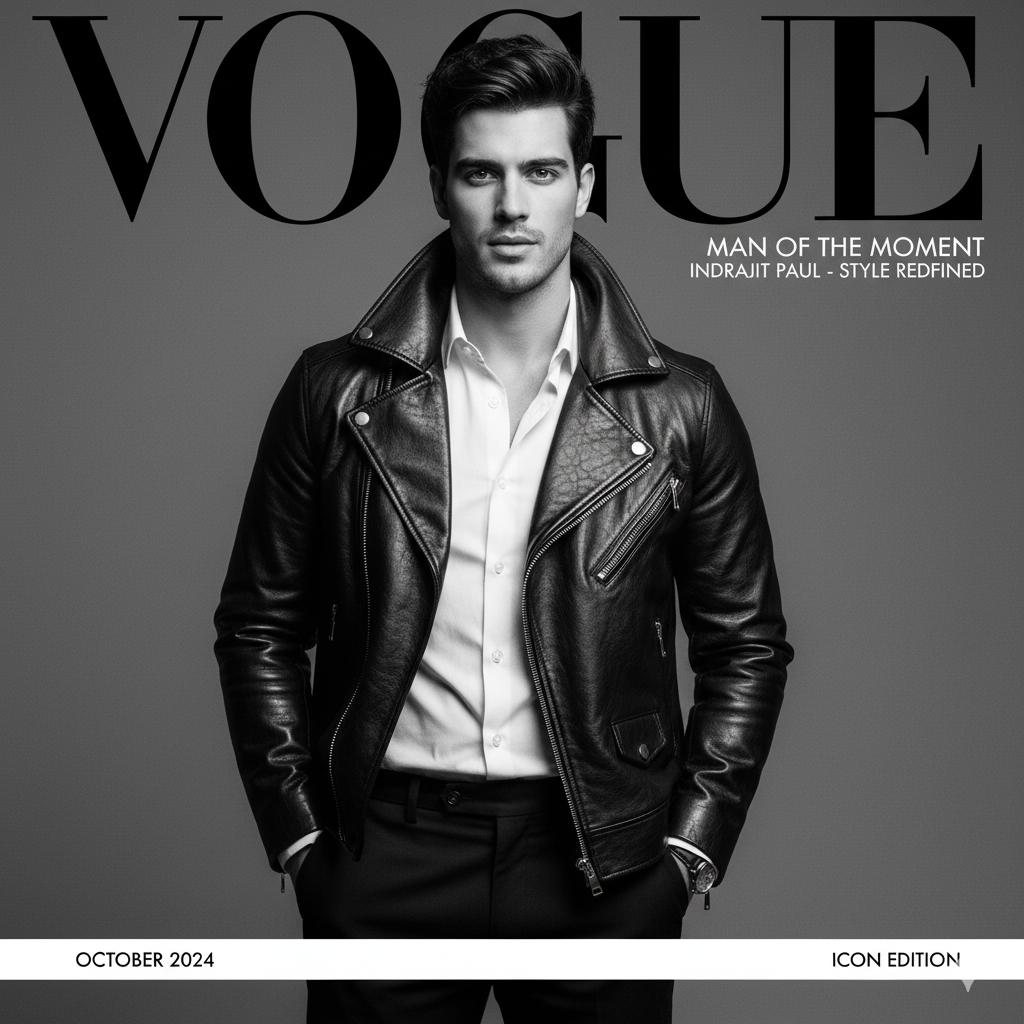 VOGUE
MAN OF THE MOMENT
INDRAJIT PAUL - STYLE REDFINED
OCTOBER 2024
ICON EDITION